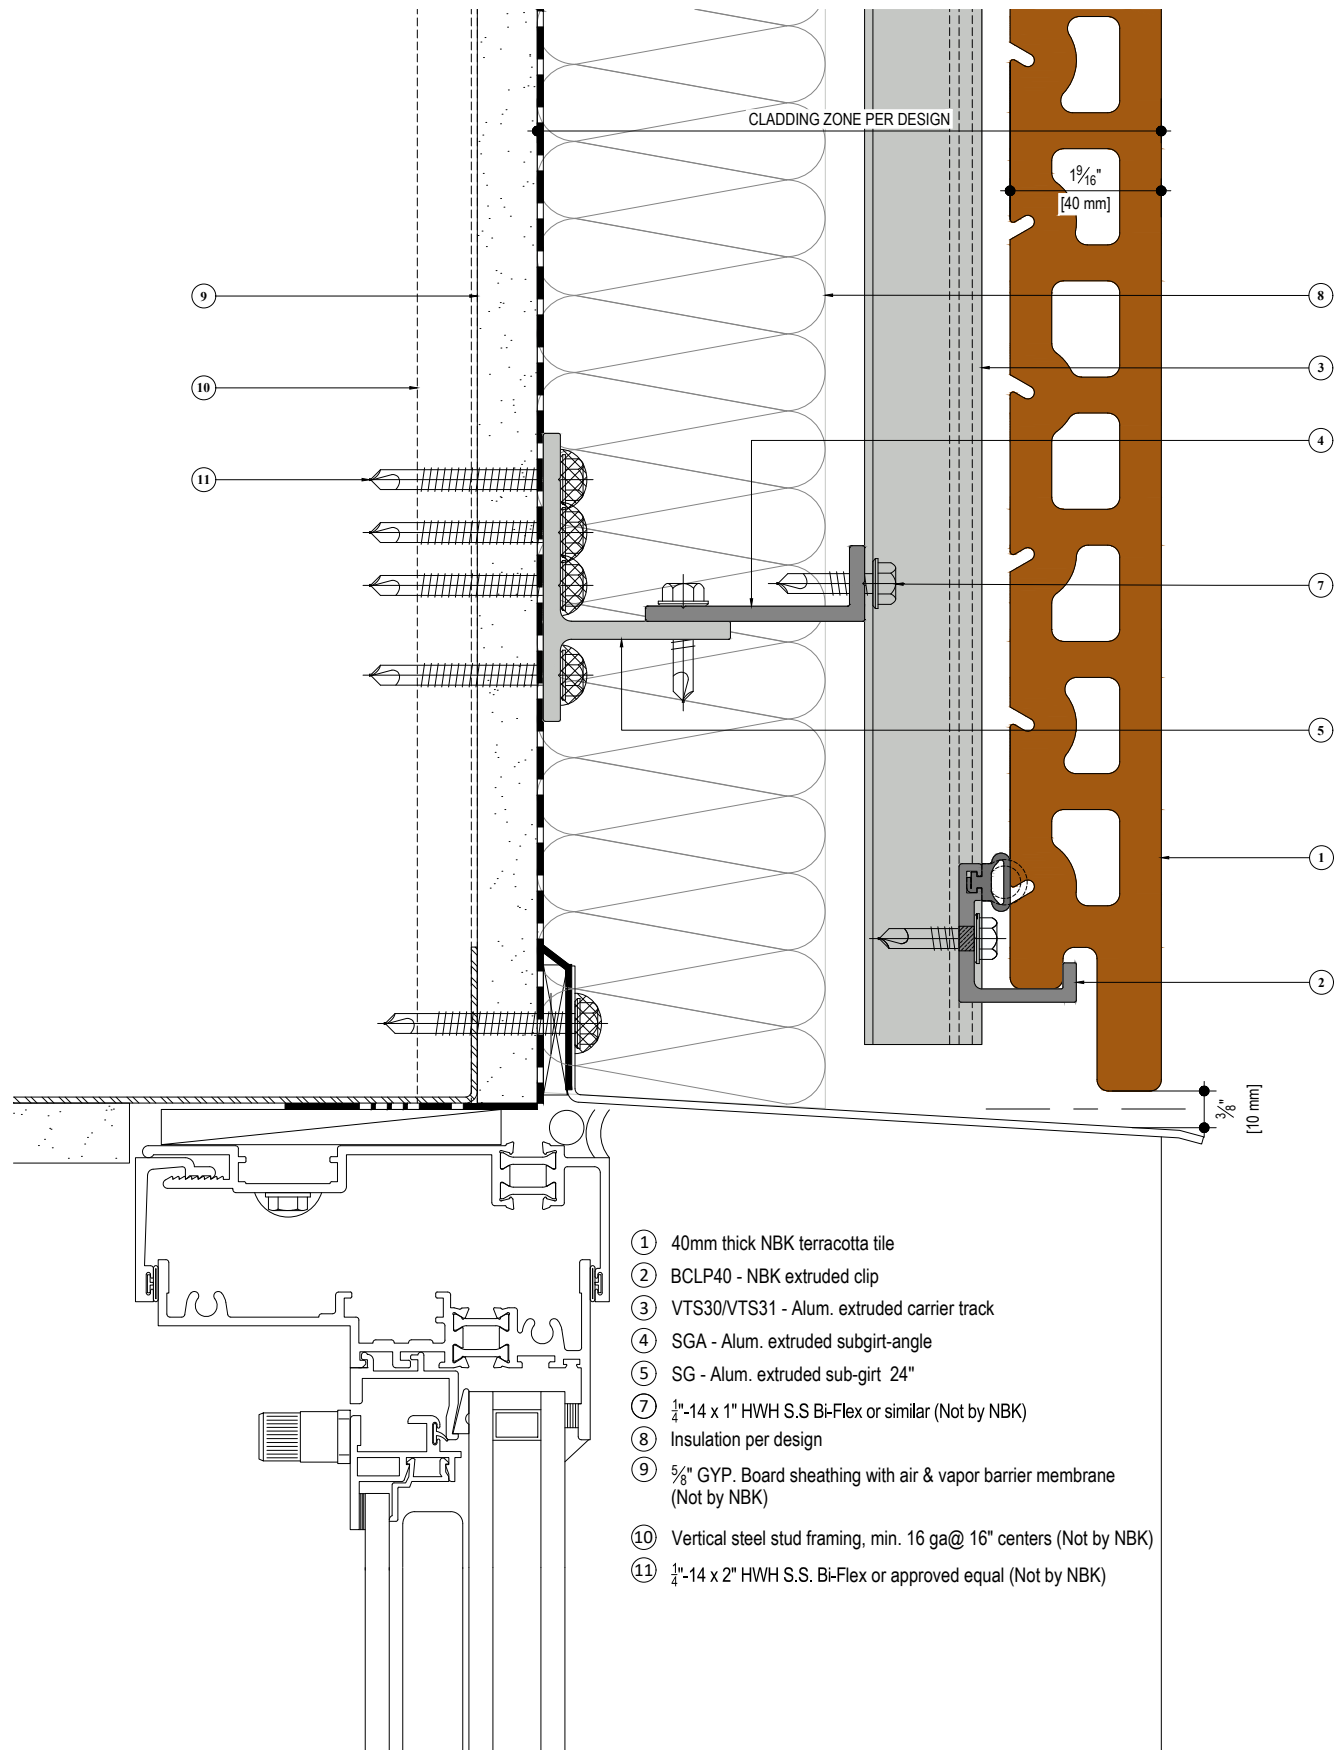 CLADDING ZONE PER DESIGN
1 9/16"
[40 mm]
9
8
3
10
4
11
7
5
1
2
3/8"
[10 mm]
1 40mm thick NBK terracotta tile
2 BCLP40 - NBK extruded clip
3 VTS30/VTS31 - Alum. extruded carrier track
4 SGA - Alum. extruded subgirt-angle
5 SG - Alum. extruded sub-girt 24"
7 1/4"-14 x 1" HWH S.S Bi-Flex or similar (Not by NBK)
8 Insulation per design
9 5/8" GYP. Board sheathing with air & vapor barrier membrane
(Not by NBK)
10 Vertical steel stud framing, min. 16 ga@ 16" centers (Not by NBK)
11 1/4"-14 x 2" HWH S.S. Bi-Flex or approved equal (Not by NBK)